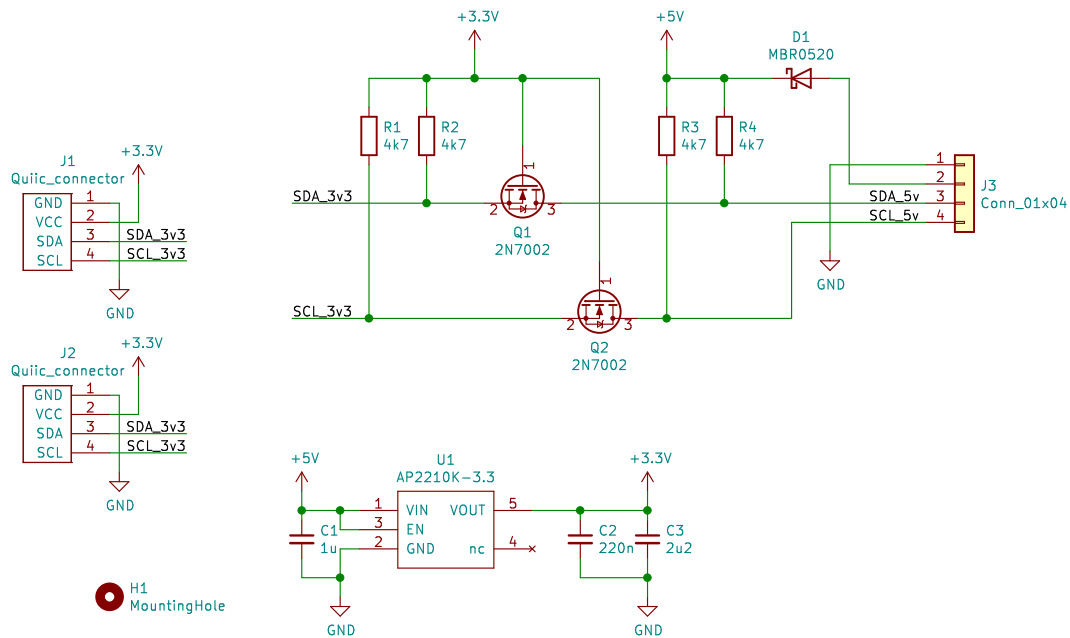 +3.3V
+5V
D1
MBR0520
R1
4k7
R2
4k7
R3
4k7
R4
4k7
J1
Quiic_connector
+3.3V
GND 1
VCC 2
SDA 3 SDA_3v3
SCL 4 SCL_3v3
GND
SDA_3v3
1
2 3
Q1
2N7002
1
2
SDA_5v 3
SCL_5v 4
J3
Conn_01x04
GND
SCL_3v3
1
2 3
Q2
2N7002
J2
Quiic_connector
+3.3V
GND 1
VCC 2
SDA 3 SDA_3v3
SCL 4 SCL_3v3
GND
+5V
U1
AP2210K-3.3
+3.3V
1 VIN VOUT 5
3 EN
2 GND nc 4
C1
1u
C2
220n
C3
2u2
GND
GND
H1
MountingHole